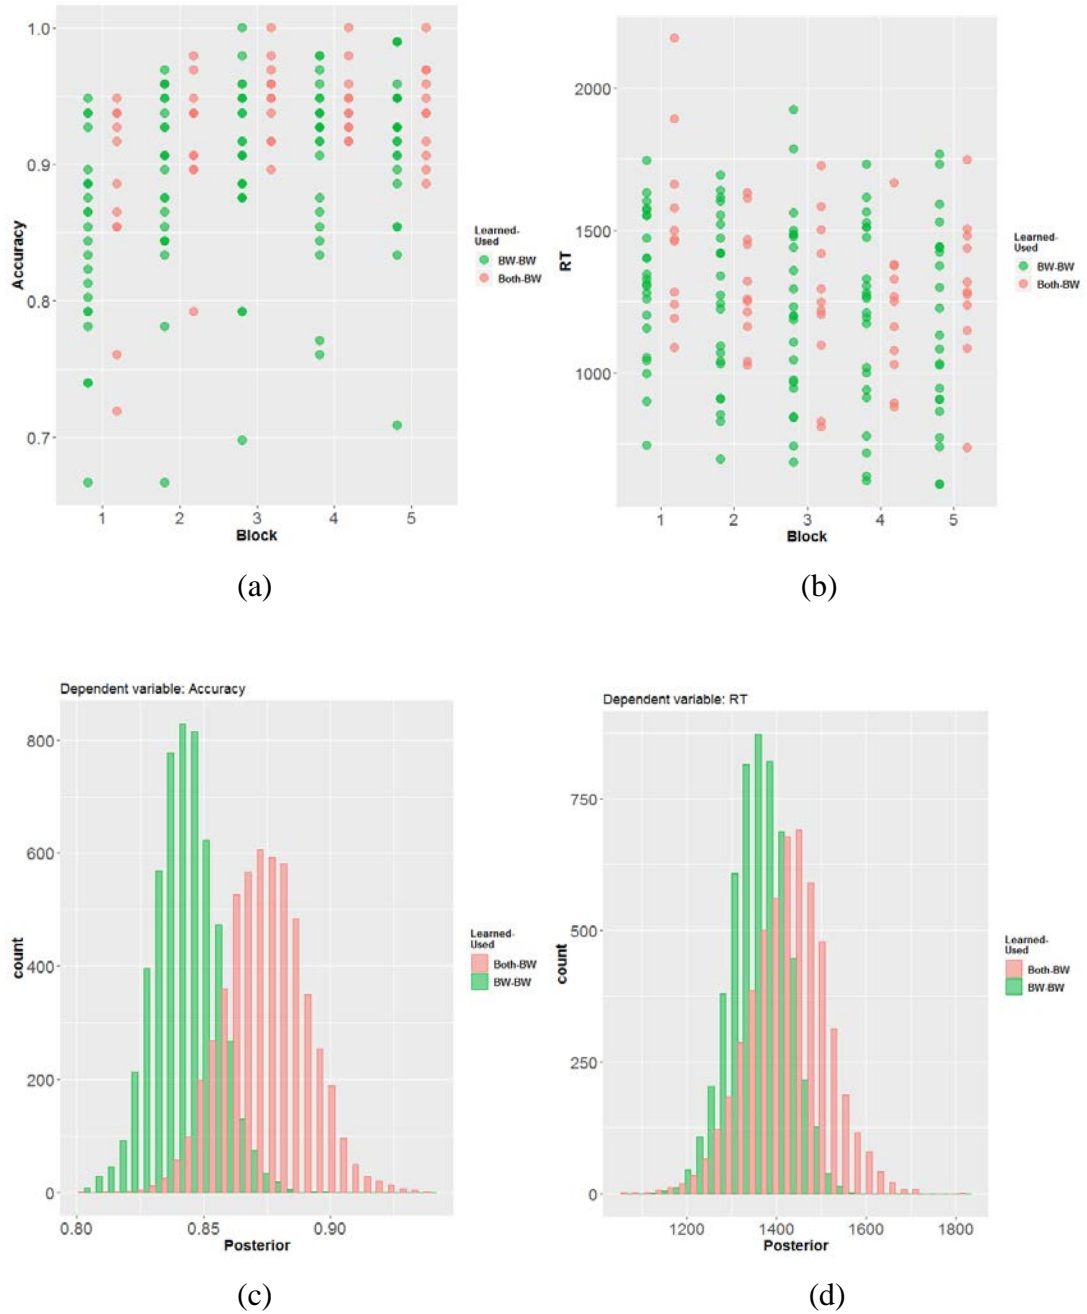 1.0
0.9
0.8
0.7
Accuracy
1
2
3
4
5
Block
Learned-
Used
BW-BW
Both-BW
(a)
2000
1500
1000
RT
1
2
3
4
5
Block
Learned-
Used
BW-BW
Both-BW
(b)
Dependent variable: Accuracy
800
600
400
200
0
count
0.80
0.85
0.90
Posterior
Learned-
Used
Both-BW
BW-BW
(c)
Dependent variable: RT
750
500
250
0
count
1200
1400
1600
1800
Posterior
Learned-
Used
Both-BW
BW-BW
(d)